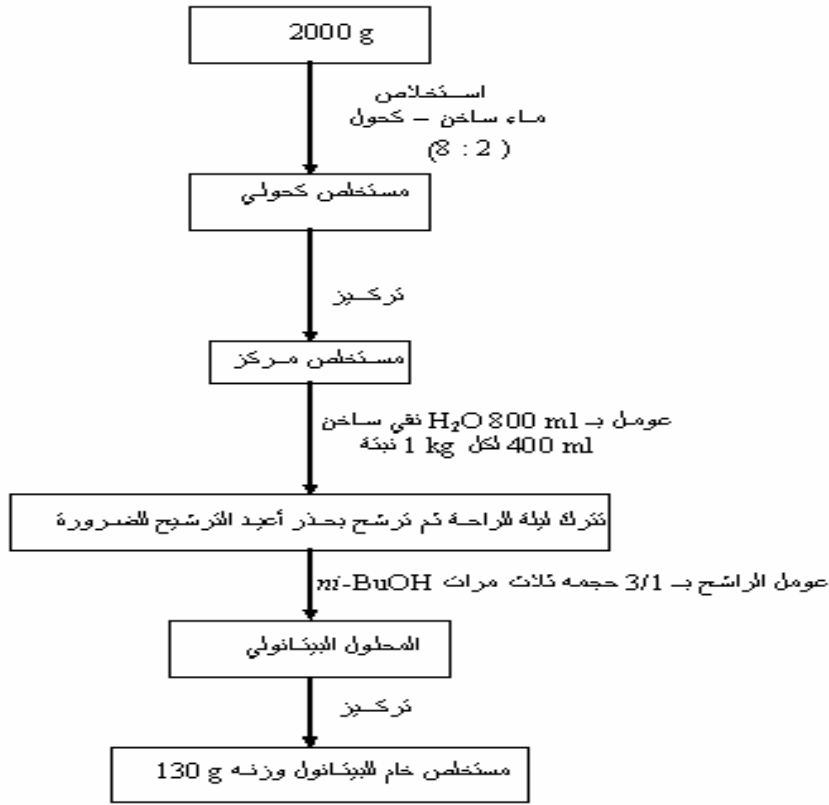 2000 g
استخلاص
ماء ساخن – كحول
(8 : 2)
مستخلص كحولي
تركيز
مستخلص مركز
عومل بـ H₂O 800 ml نقي ساخن
400 ml لكل 1 kg نبتة
تترك ليلة للراحة ثم ترشح بحذر أعيد الترشيح للضرورة
عومل الراشح بـ 3/1 حجمه ثلاث مرات ni-BuOH
المحلول البيتانولي
تركيز
مستخلص خام للبيتانول وزنه 130 g